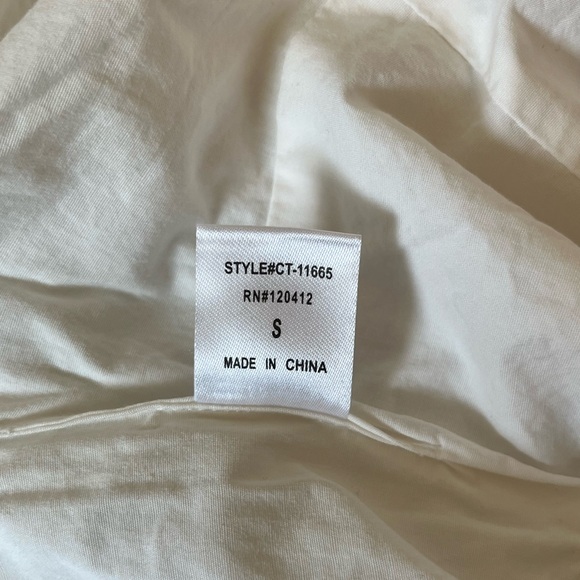 STYLE#CT-11665
RN#120412
S
MADE IN CHINA